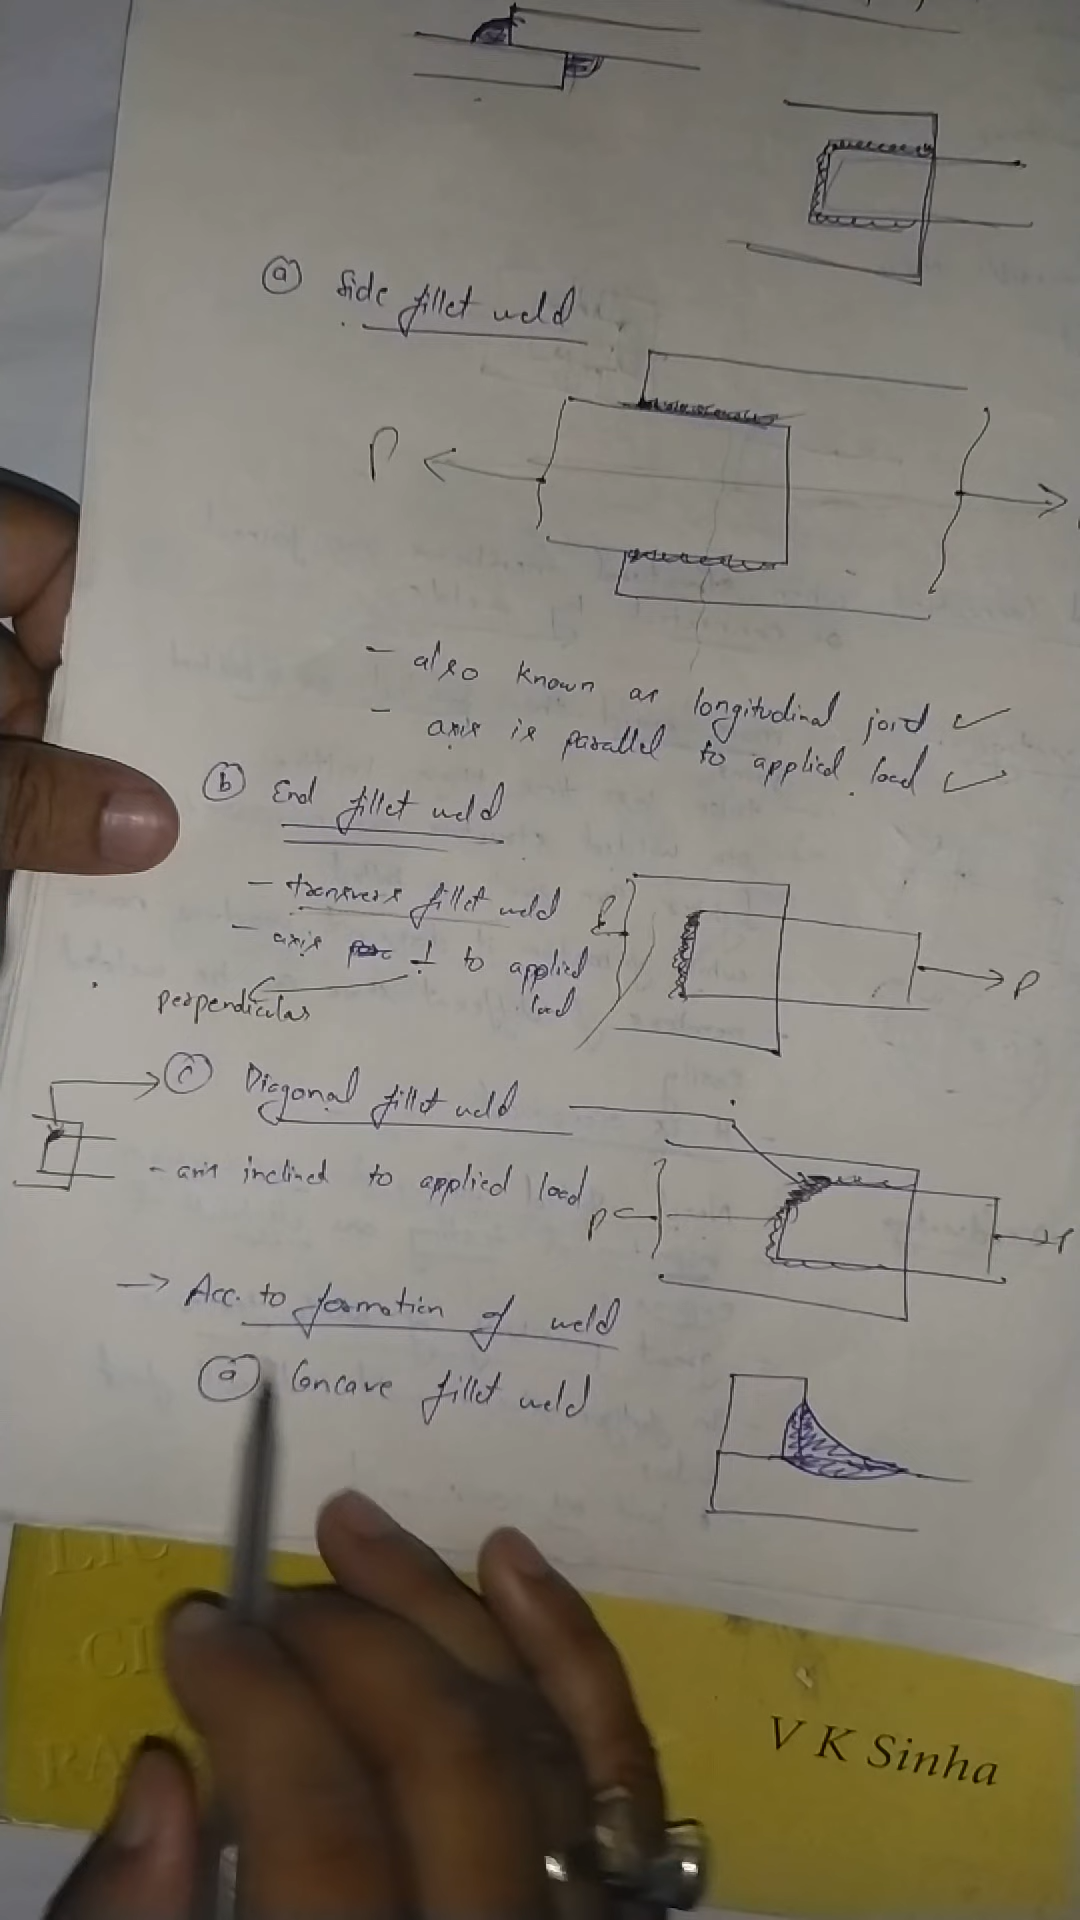 ⓐ Side fillet weld
P
- also known as longitudinal joint ✓
- axis is parallel to applied load ✓
ⓑ End fillet weld
- transvers fillet weld
- axis ⊥ to applied
load
perpendicular
P
ⓒ Diagonal fillet weld
- axis inclined to applied load
P
P
→ Acc. to formation of weld
ⓐ Concave fillet weld
LIC
V K Sinha